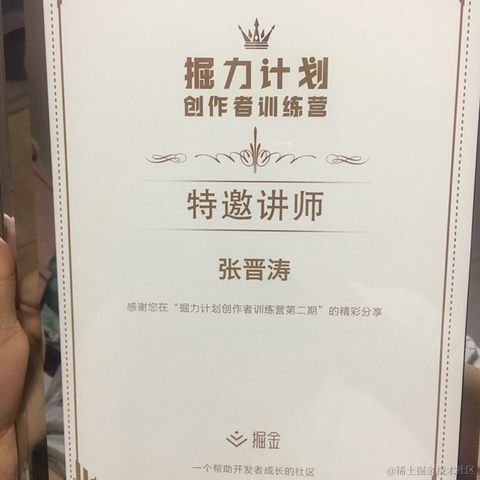 掘力计划
创作者训练营
特邀讲师
张晋涛
感谢您在“掘力计划创作者训练营第二期”的精彩分享
掘金
一个帮助开发者成长的社区
@稀土掘金技术社区